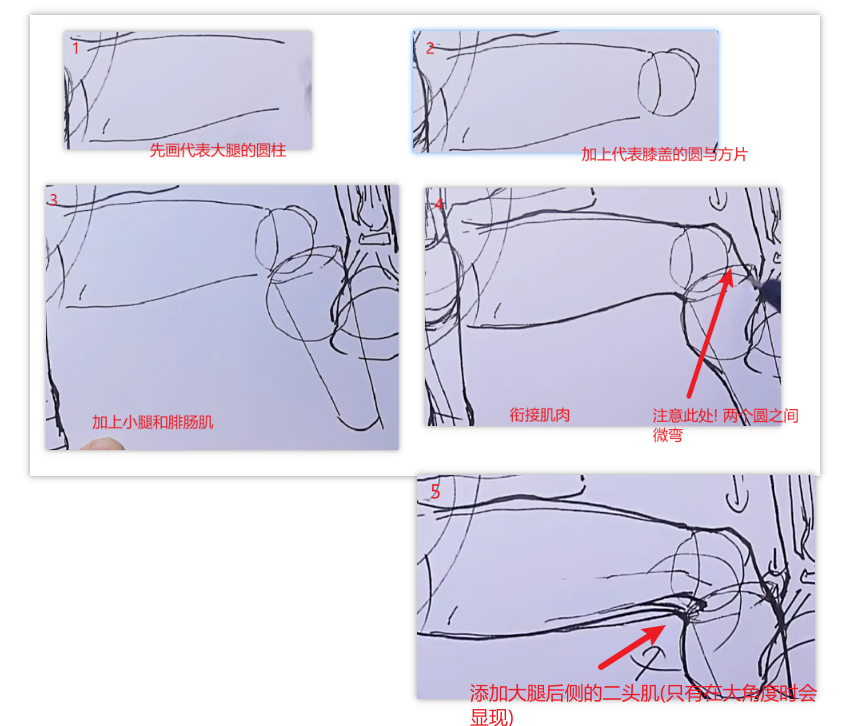 1
先画代表大腿的圆柱
2
加上代表膝盖的圆与方片
3
加上小腿和腓肠肌
4
衔接肌肉
注意此处! 两个圆之间
微弯
5
添加大腿后侧的二头肌(只有在大角度时会
显现)